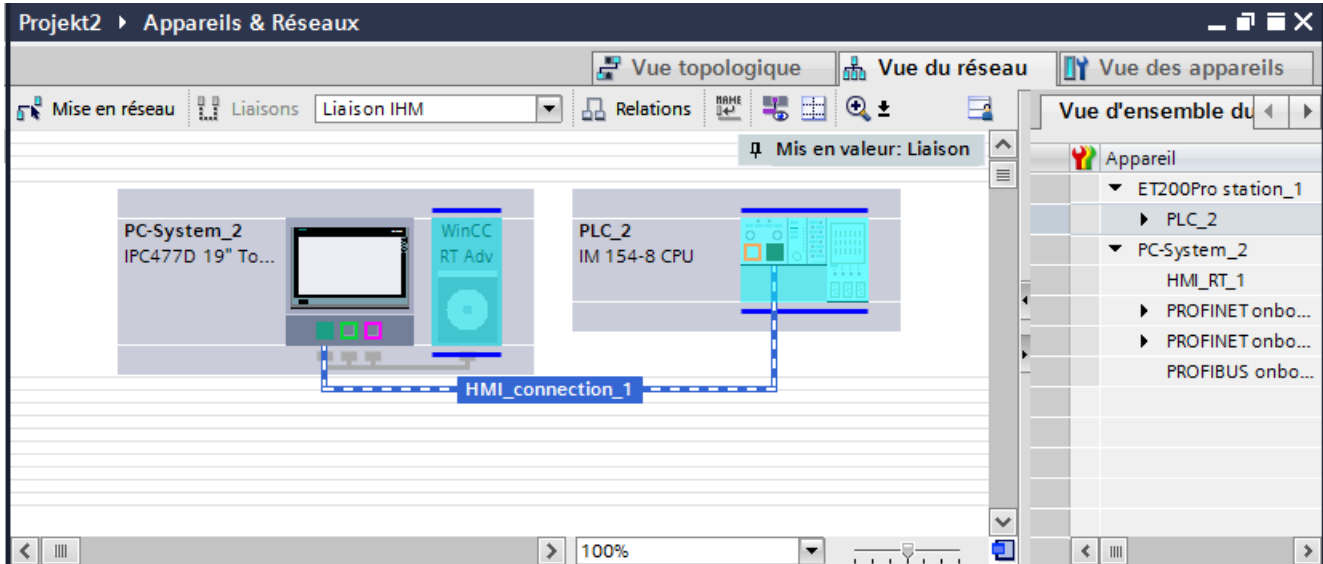 Projekt2 ▸ Appareils & Réseaux
Vue topologique Vue du réseau Vue des appareils
Mise en réseau Liaisons Liaison IHM Relations Vue d'ensemble du
Mis en valeur: Liaison
Appareil
ET200Pro station_1
PLC_2
PC-System_2
HMI_RT_1
PROFINET onbo...
PROFINET onbo...
PROFIBUS onbo...
PC-System_2
IPC477D 19" To...
WinCC
RT Adv
PLC_2
IM 154-8 CPU
HMI_connection_1
100%